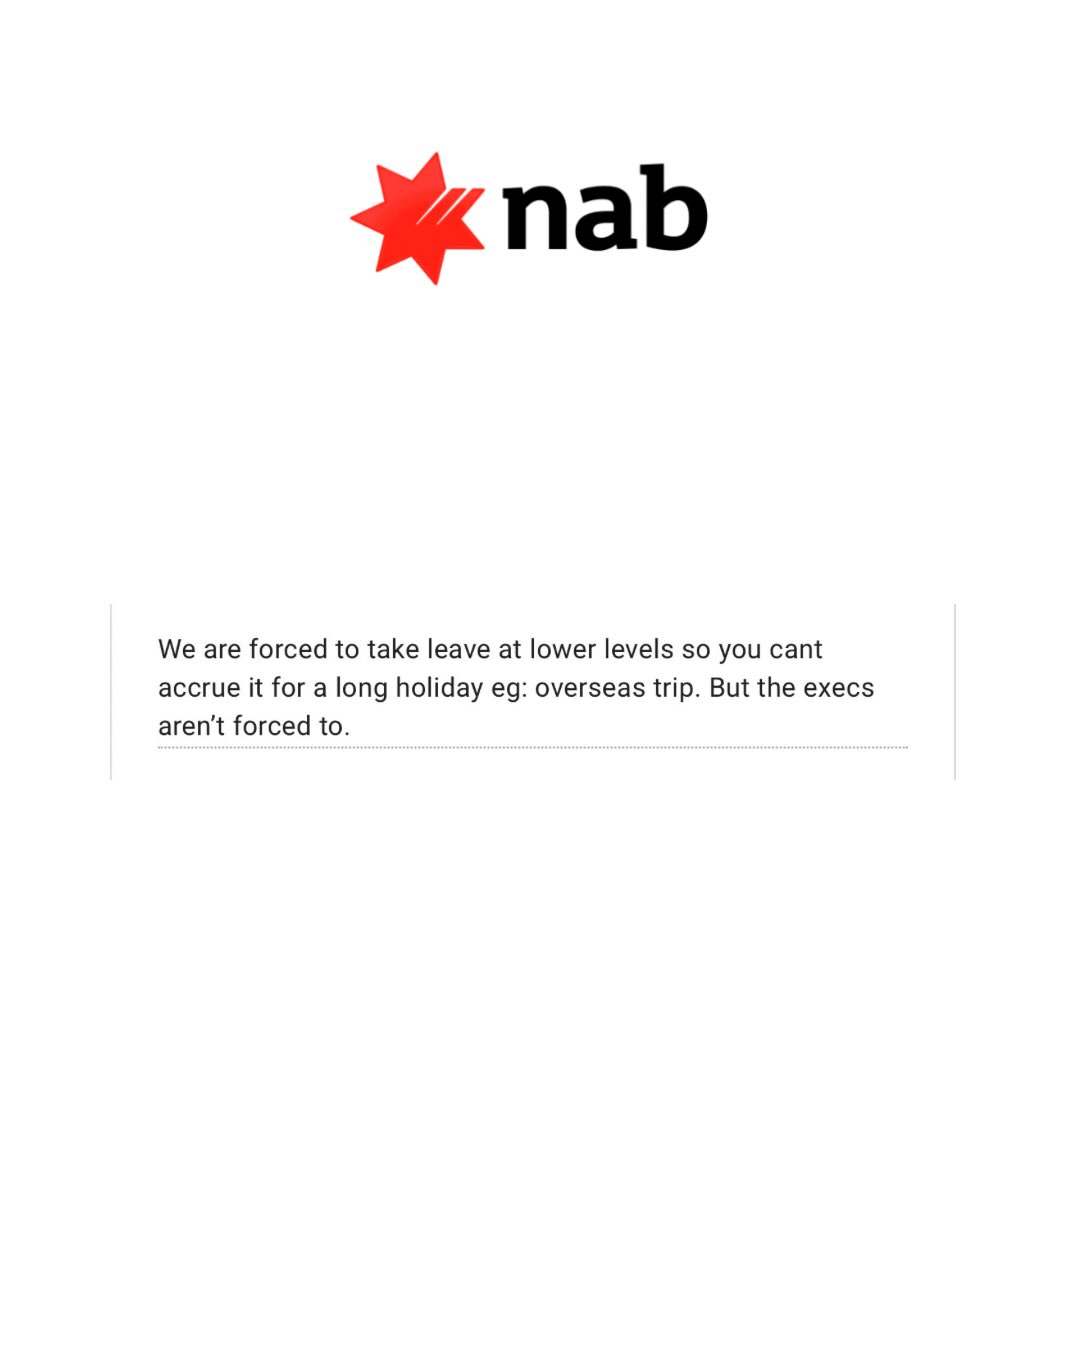 nab
We are forced to take leave at lower levels so you cant
accrue it for a long holiday eg: overseas trip. But the execs
aren’t forced to.